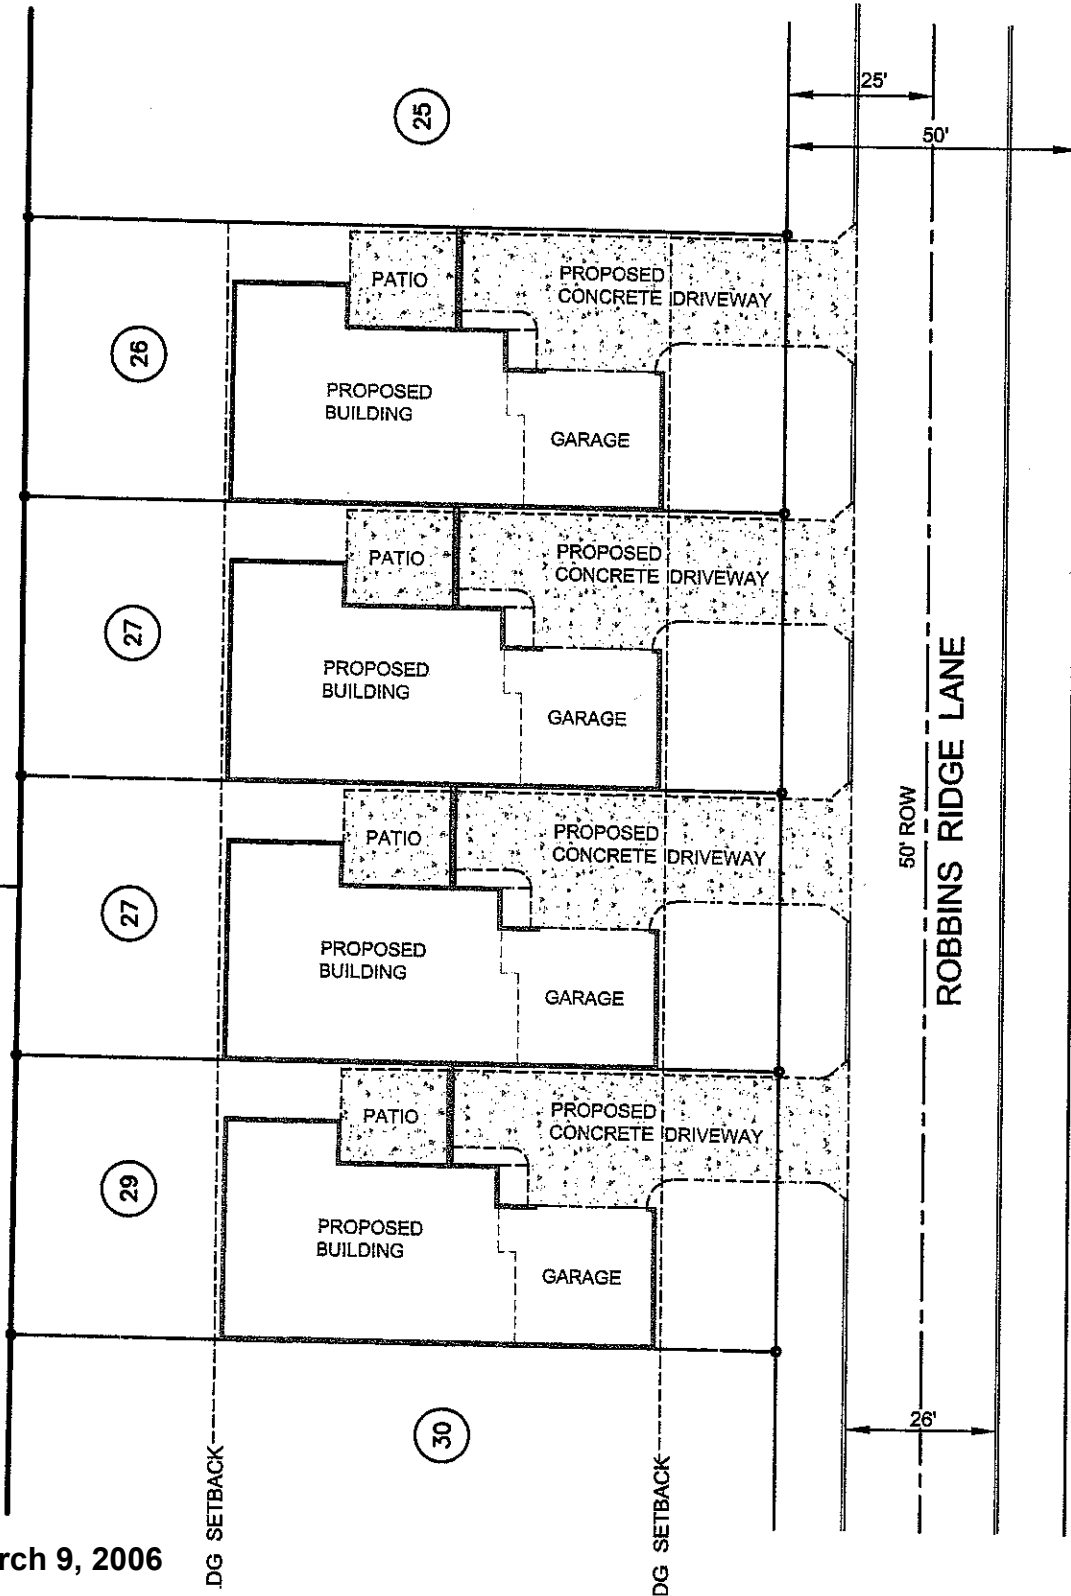 25'
25
50'
PATIO
PROPOSED
CONCRETE DRIVEWAY
26
PROPOSED
BUILDING
GARAGE
PATIO
PROPOSED
CONCRETE DRIVEWAY
27
PROPOSED
BUILDING
GARAGE
PATIO
PROPOSED
CONCRETE DRIVEWAY
50' ROW
ROBBINS RIDGE LANE
27
PROPOSED
BUILDING
GARAGE
PATIO
PROPOSED
CONCRETE DRIVEWAY
29
PROPOSED
BUILDING
GARAGE
30
26'
DG SETBACK
DG SETBACK
rch 9, 2006